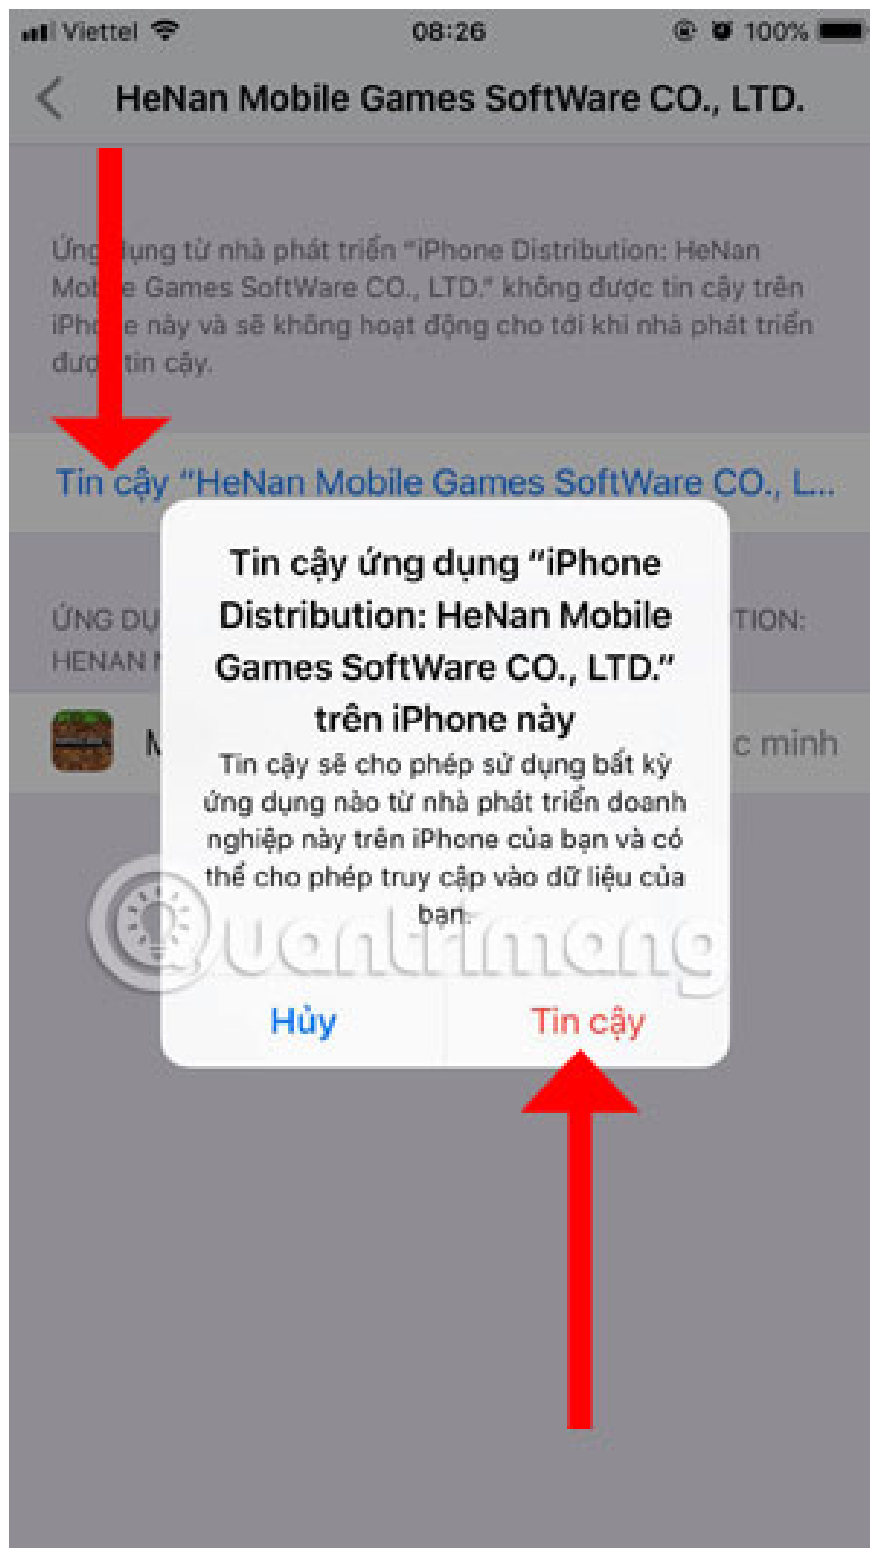 Viettel 08:26 100%
HeNan Mobile Games SoftWare CO., LTD.
Ứng dụng từ nhà phát triển “iPhone Distribution: HeNan
Mobile Games SoftWare CO., LTD.” không được tin cậy trên
iPhone này và sẽ không hoạt động cho tới khi nhà phát triển
được tin cậy.
Tin cậy “HeNan Mobile Games SoftWare CO., L...
Tin cậy ứng dụng “iPhone
Distribution: HeNan Mobile
Games SoftWare CO., LTD.”
trên iPhone này
ỨNG DỤ TION:
HENAN
c minh
Tin cậy sẽ cho phép sử dụng bất kỳ
ứng dụng nào từ nhà phát triển doanh
nghiệp này trên iPhone của bạn và có
thể cho phép truy cập vào dữ liệu của
bạn.
Quantrimang
Hủy Tin cậy